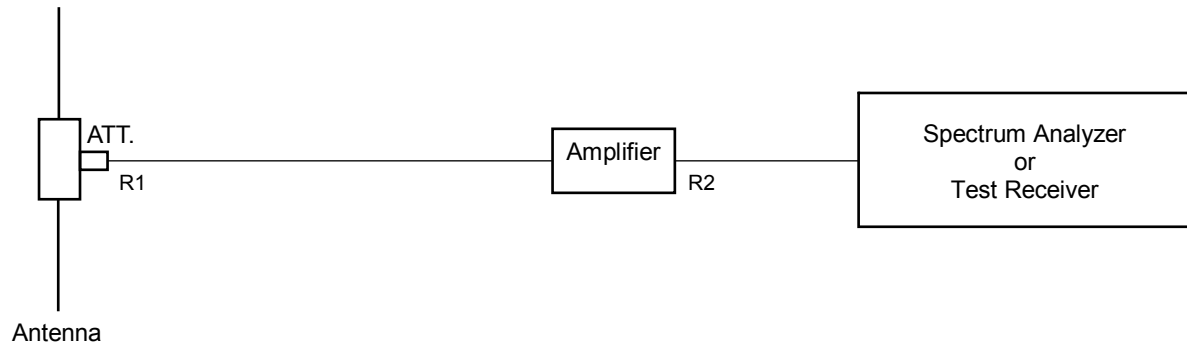 ATT.
R1
Amplifier
R2
Spectrum Analyzer
or
Test Receiver
Antenna